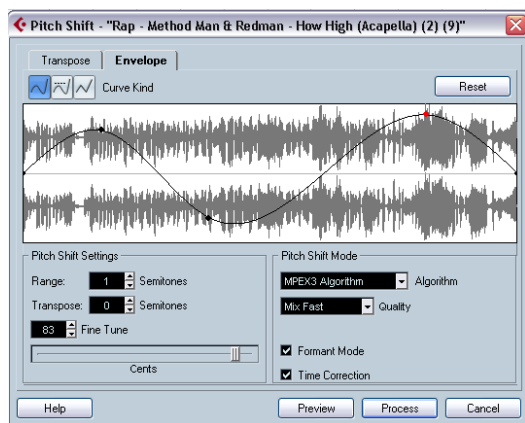 Pitch Shift - "Rap - Method Man & Redman - How High (Acapella) (2) (9)"
Transpose Envelope
Curve Kind Reset
Pitch Shift Settings
Range: 1 Semitones
Transpose: 0 Semitones
83 Fine Tune
Cents
Pitch Shift Mode
MPEX3 Algorithm Algorithm
Mix Fast Quality
Formant Mode
Time Correction
Help Preview Process Cancel